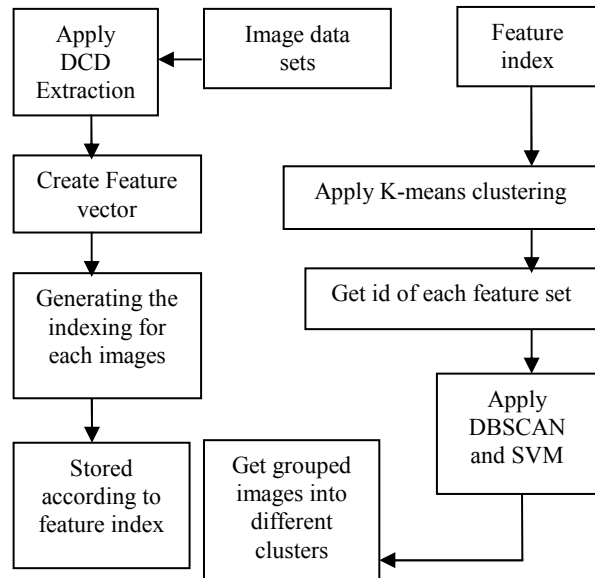 Apply
DCD
Extraction
Image data
sets
Create Feature
vector
Generating the
indexing for
each images
Stored
according to
feature index
Feature
index
Apply K-means clustering
Get id of each feature set
Apply
DBSCAN
and SVM
Get grouped
images into
different
clusters